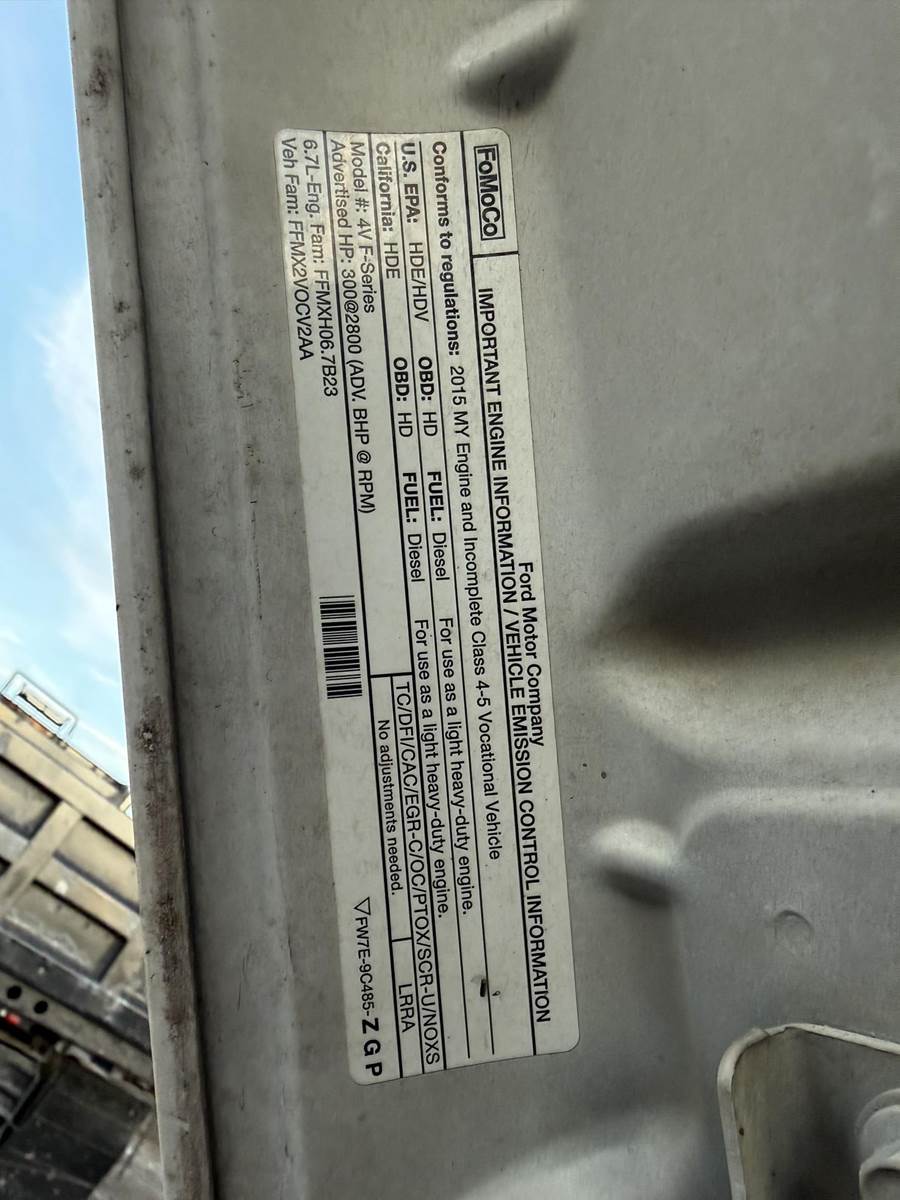 FoMoCo
Ford Motor Company
IMPORTANT ENGINE INFORMATION / VEHICLE EMISSION CONTROL INFORMATION
Conforms to regulations: 2015 MY Engine and Incomplete Class 4-5 Vocational Vehicle
U.S. EPA: HDE/HDV OBD: HD FUEL: Diesel For use as a light heavy-duty engine.
California: HDE OBD: HD FUEL: Diesel For use as a light heavy-duty engine.
Model #: 4V F-Series
TC/DFI/CAC/EGR-C/OC/PTOX/SCR-U/NOXS
Advertised HP: 300@2800 (ADV. BHP @ RPM)
No adjustments needed. LRRA
6.7L-Eng. Fam: FFMXH06.7B23
Veh Fam: FFMX2VOCV2AA
▽FW7E-9C485-Z G P